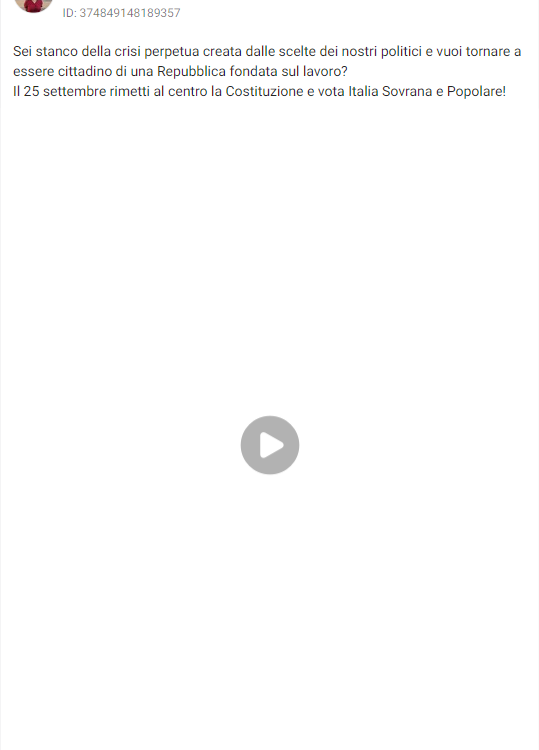 ID: 374849148189357
Sei stanco della crisi perpetua creata dalle scelte dei nostri politici e vuoi tornare a
essere cittadino di una Repubblica fondata sul lavoro?
Il 25 settembre rimetti al centro la Costituzione e vota Italia Sovrana e Popolare!